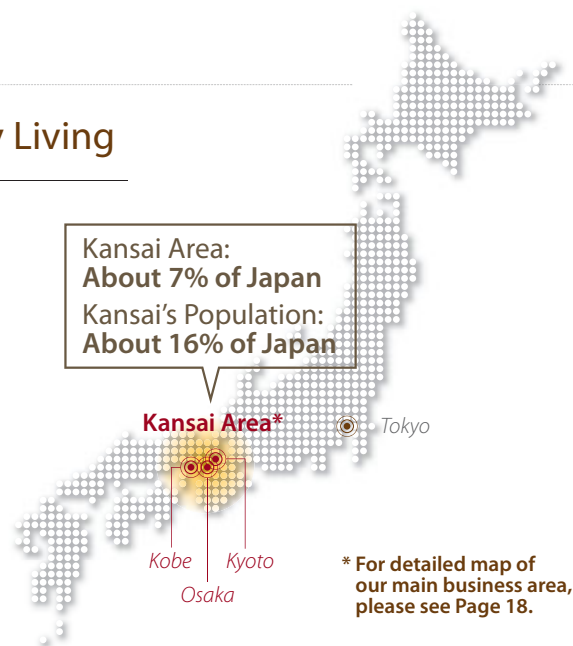 Living
Kansai Area:
About 7% of Japan
Kansai's Population:
About 16% of Japan
Kansai Area*
Tokyo
Kobe
Kyoto
Osaka
* For detailed map of
our main business area,
please see Page 18.